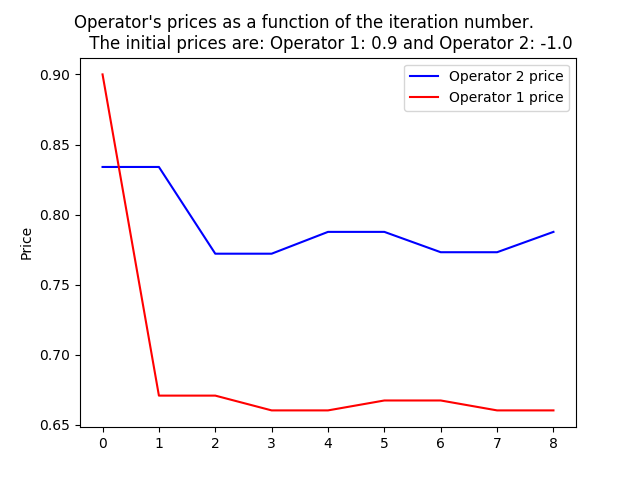 Operator's prices as a function of the iteration number.
The initial prices are: Operator 1: 0.9 and Operator 2: -1.0
Operator 2 price
Operator 1 price
Price
0.90
0.85
0.80
0.75
0.70
0.65
0 1 2 3 4 5 6 7 8